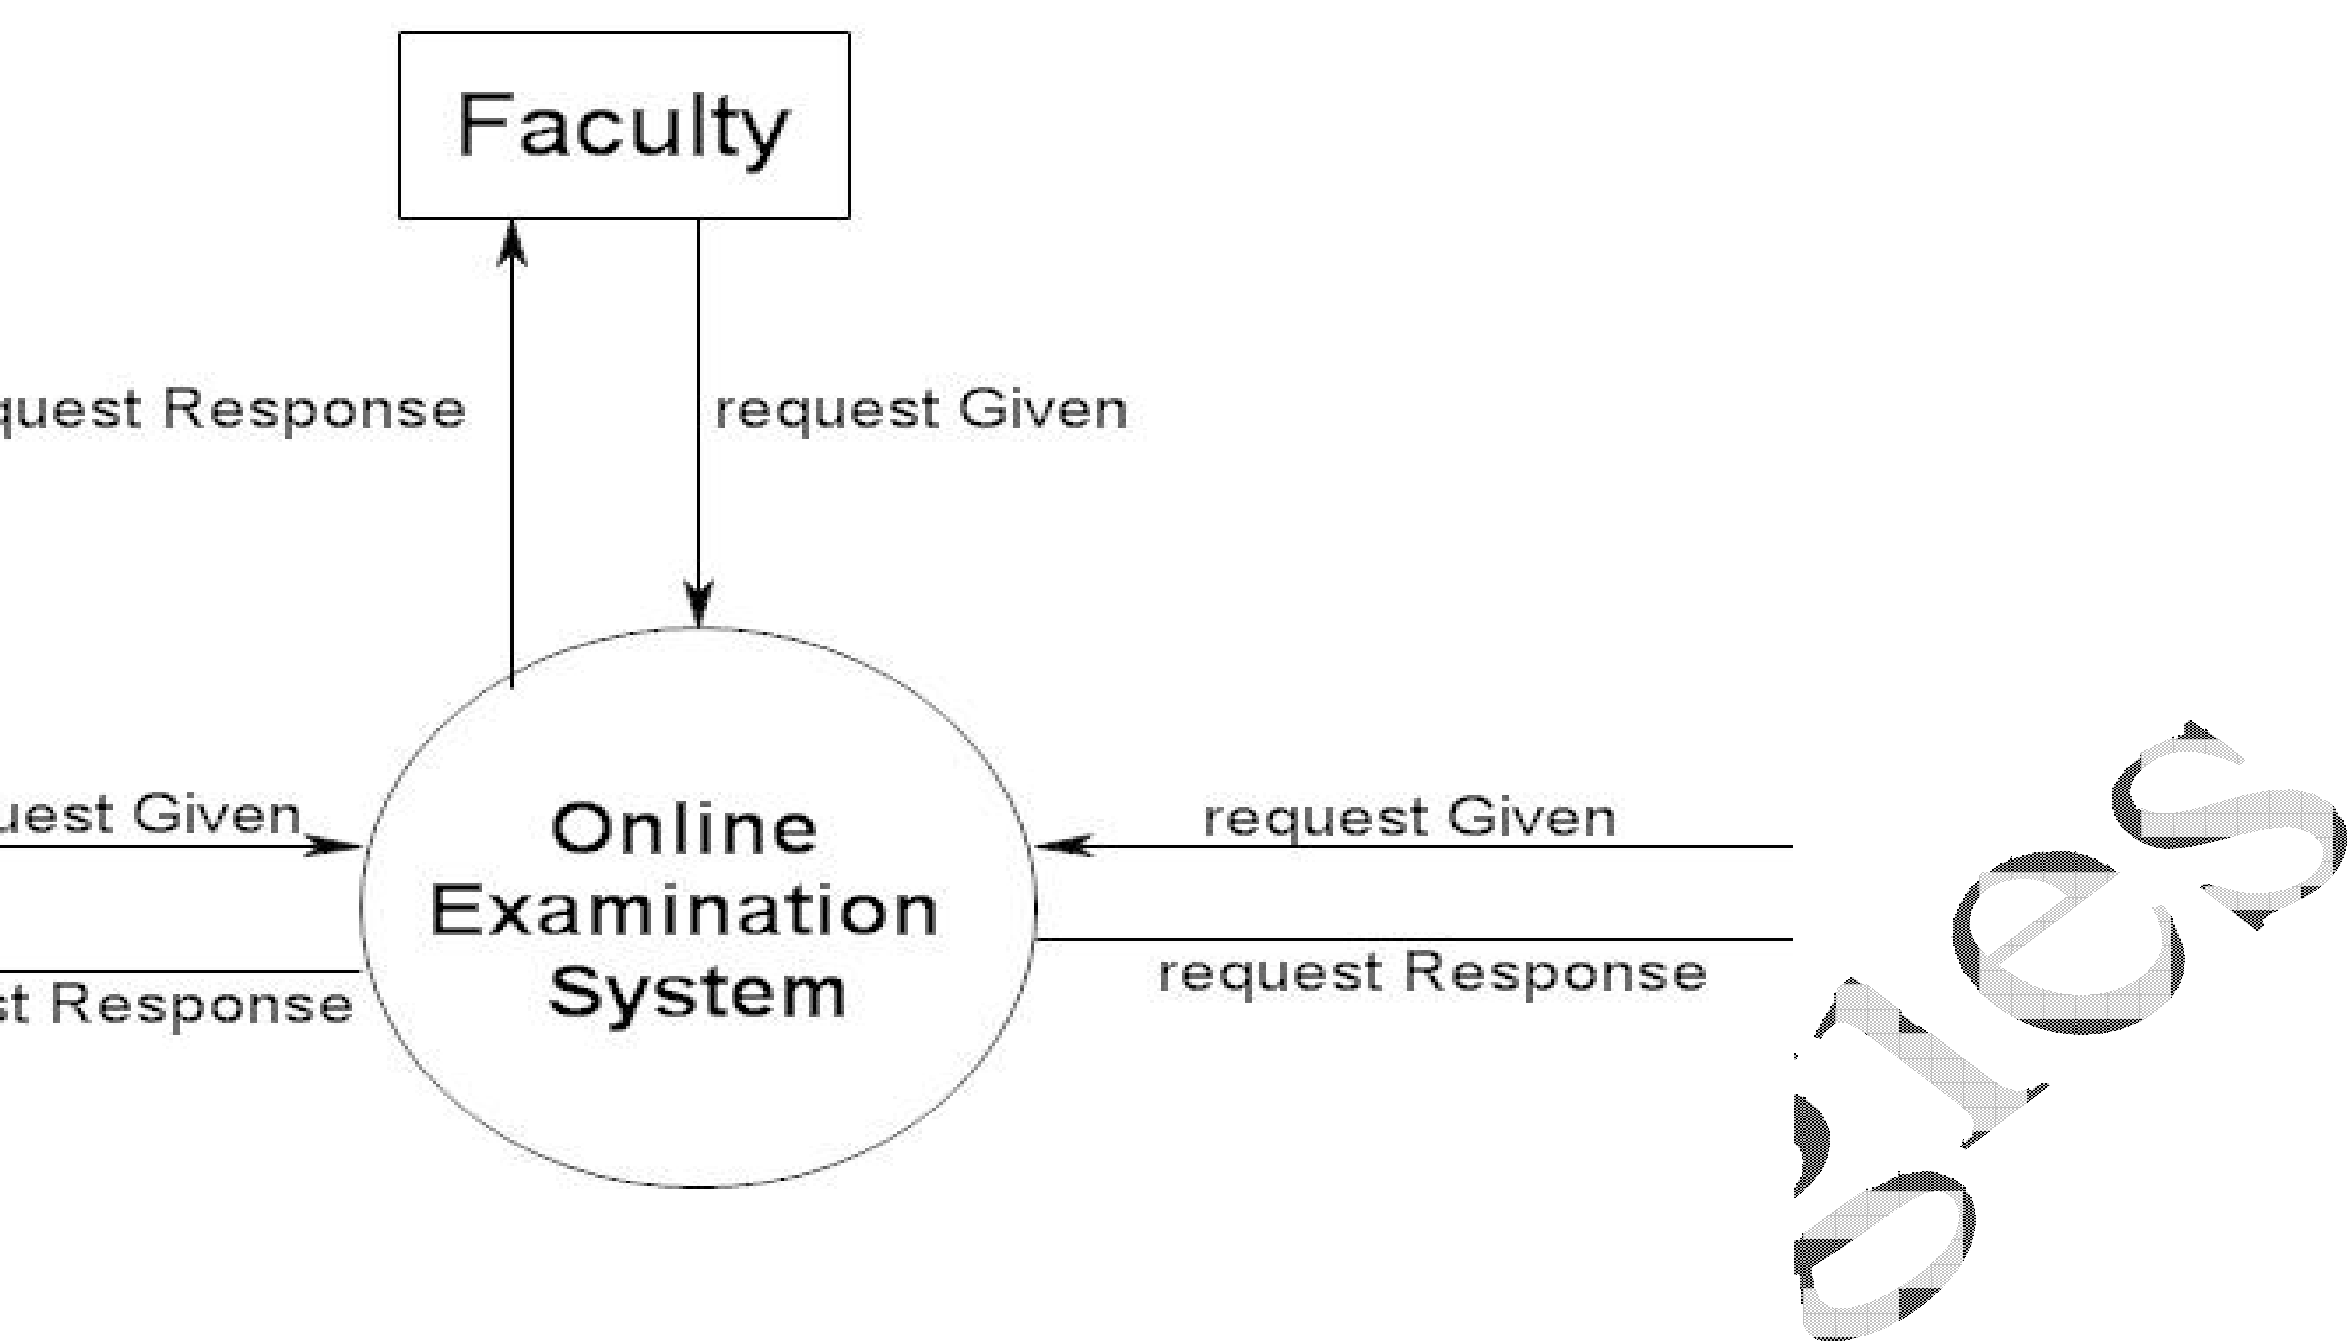 Faculty
quest Response
request Given
uest Given
request Given
Online
Examination
System
st Response
request Response